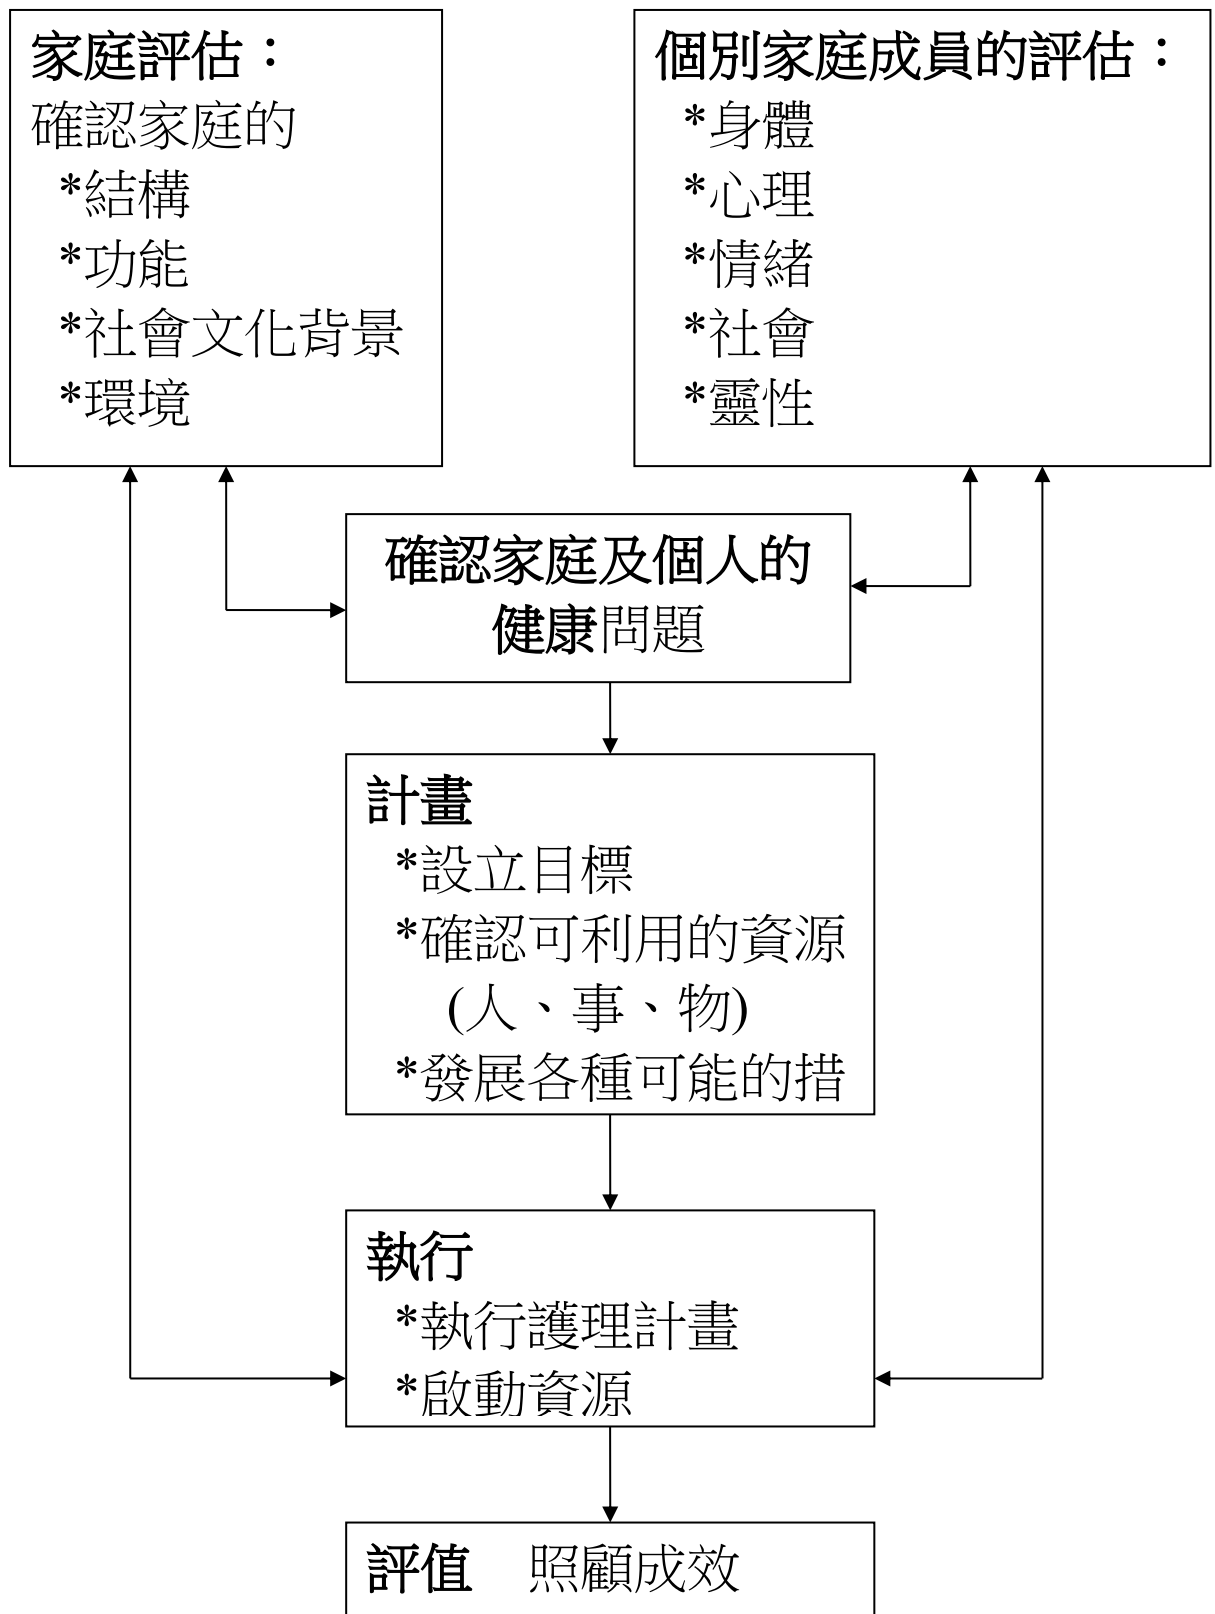 家庭評估：
確認家庭的
*結構
*功能
*社會文化背景
*環境
個別家庭成員的評估：
*身體
*心理
*情緒
*社會
*靈性
確認家庭及個人的
健康問題
計畫
*設立目標
*確認可利用的資源
(人、事、物)
*發展各種可能的措
執行
*執行護理計畫
*啟動資源
評值 照顧成效